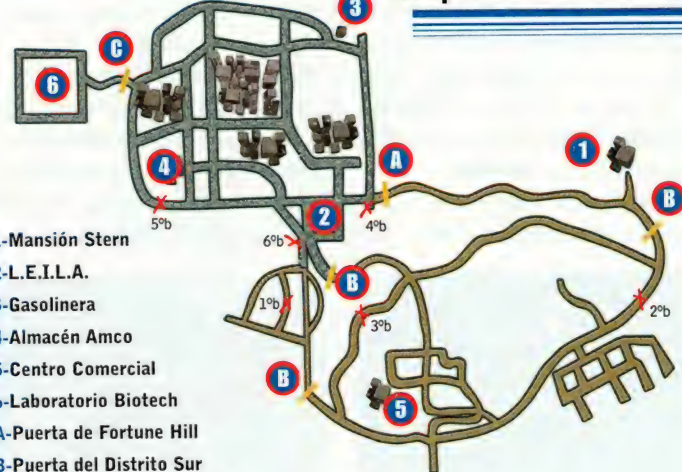 3
C
6
4
A
1
B
2
5ºb
4ºb
6ºb
B
1ºb
3ºb
2ºb
B
5
-Mansión Stern
-L.E.I.L.A.
-Gasolinera
-Almacén Amco
-Centro Comercial
-Laboratorio Biotech
A-Puerta de Fortune Hill
B-Puerta del Distrito Sur